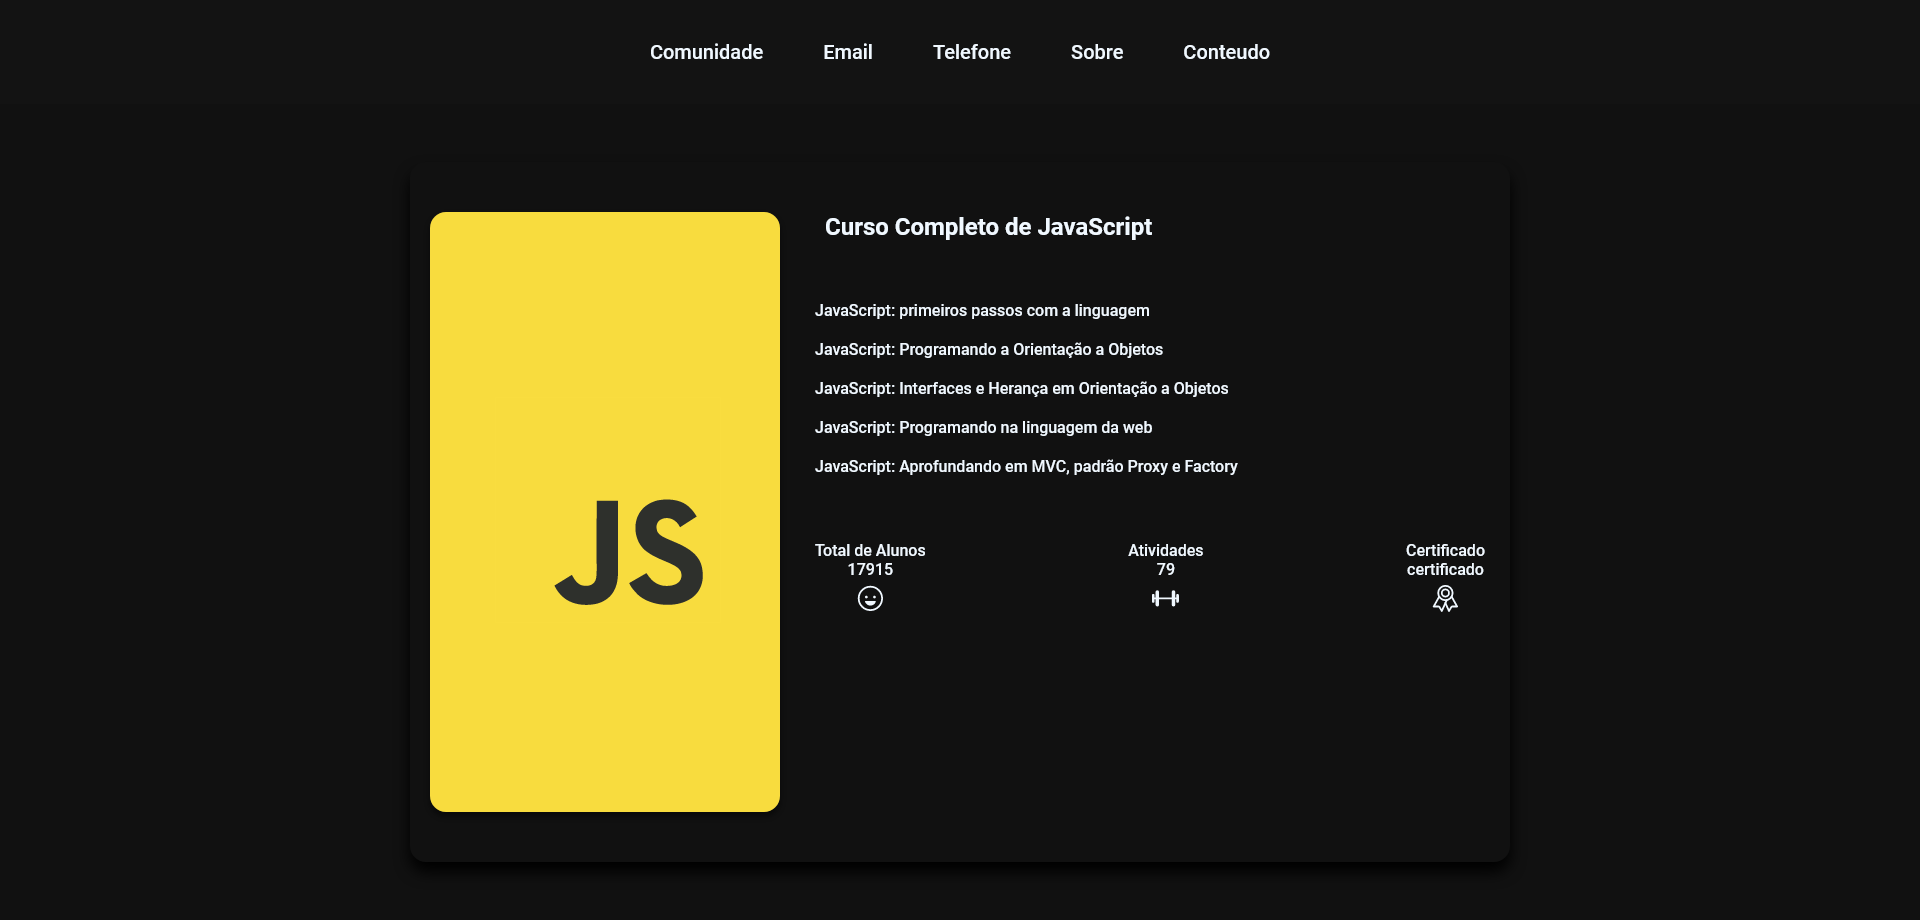 Comunidade Email Telefone Sobre Conteudo
Curso Completo de JavaScript
JavaScript: primeiros passos com a linguagem
JavaScript: Programando a Orientação a Objetos
JavaScript: Interfaces e Herança em Orientação a Objetos
JavaScript: Programando na linguagem da web
JavaScript: Aprofundando em MVC, padrão Proxy e Factory
JS
Total de Alunos
17915
Atividades
79
Certificado
certificado